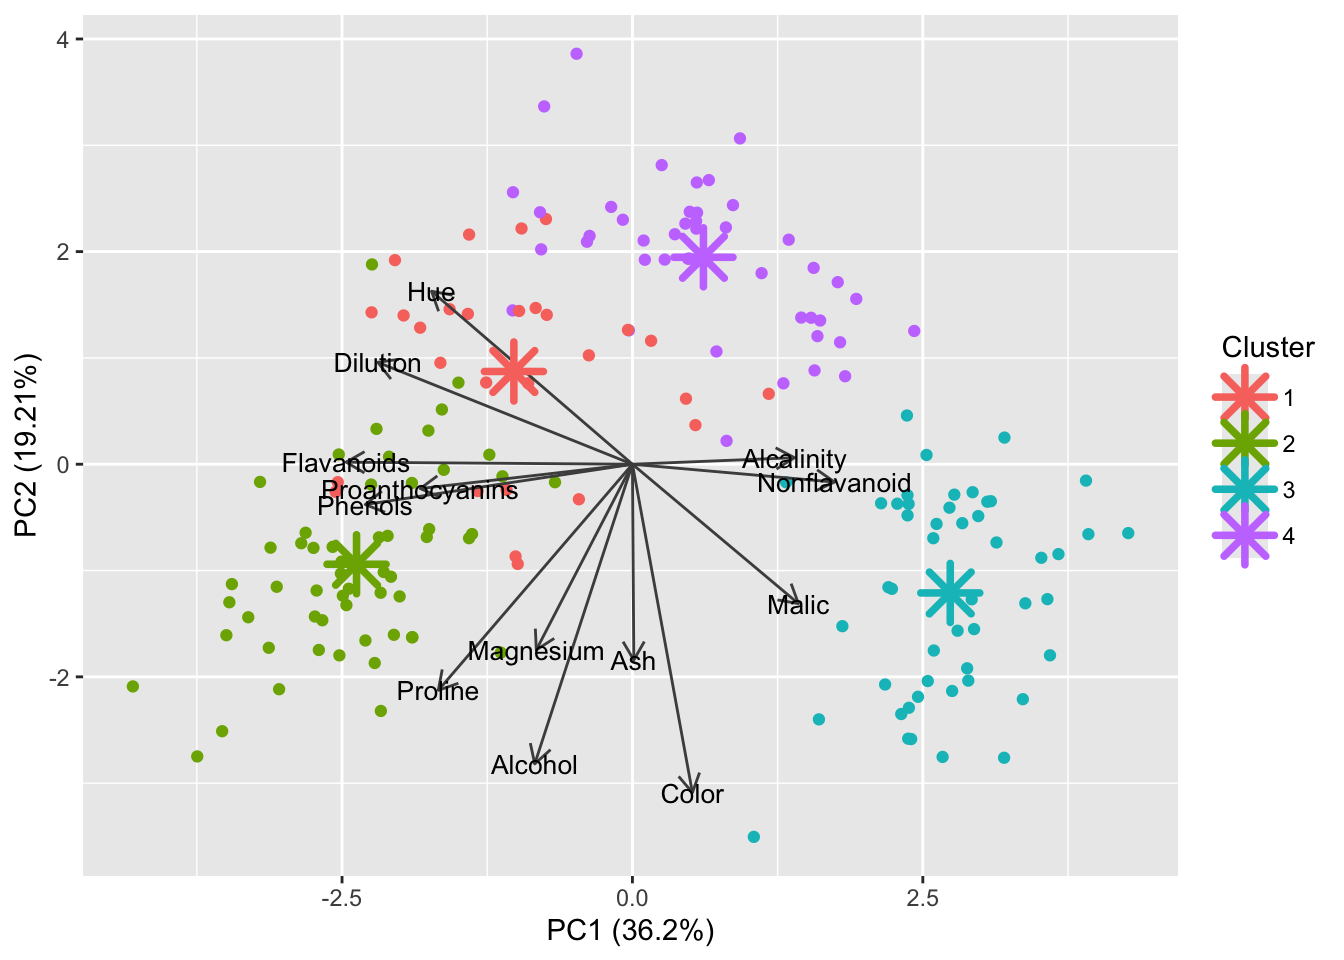 4
2
0
-2
-2.5
0.0
2.5
PC1 (36.2%)
PC2 (19.21%)
Hue
Dilution
Flavanoids
Proanthocyanins
Phenols
Alcalinity
Nonflavanoid
Malic
Magnesium
Ash
Proline
Alcohol
Color
Cluster
1
2
3
4